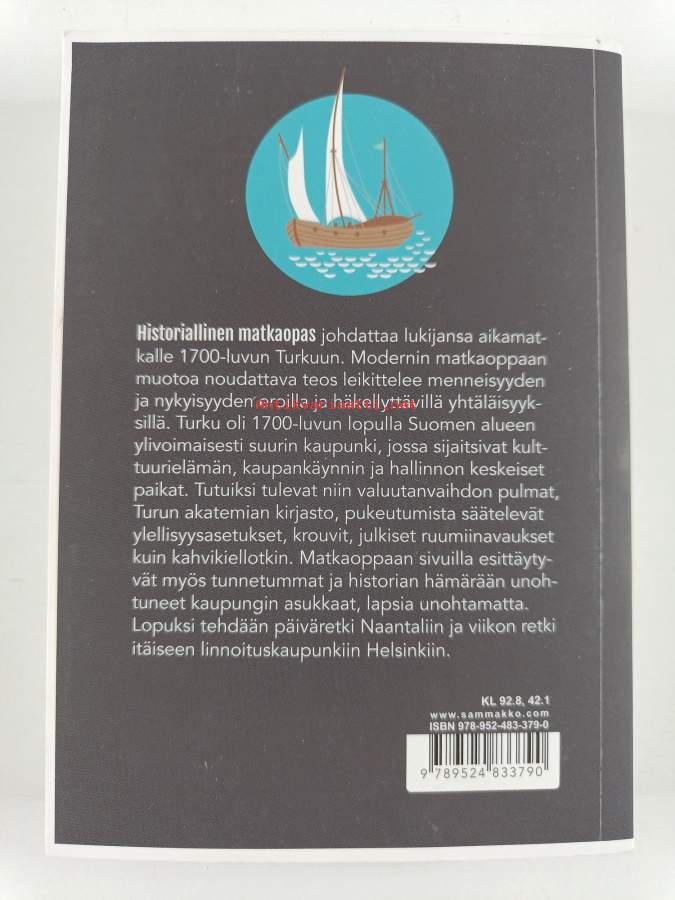 Historiallinen matkaopas johdattaa lukijansa aikamat-
kalle 1700-luvun Turkuun. Modernin matkaoppaan
muotoa noudattava teos leikittelee menneisyyden
ja nykyisyyden eroilla ja häkellyttävillä yhtäläisyyk-
sillä. Turku oli 1700-luvun lopulla Suomen alueen
ylivoimaisesti suurin kaupunki, jossa sijaitsivat kult-
tuurielämän, kaupankäynnin ja hallinnon keskeiset
paikat. Tutuiksi tulevat niin valuutanvaihdon pulmat,
Turun akatemian kirjasto, pukeutumista säätelevät
ylellisyysasetukset, krouvit, julkiset ruumiinavaukset
kuin kahvikiellotkin. Matkaoppaan sivuilla esittäyty-
vät myös tunnetummat ja historian hämärään unoh-
tuneet kaupungin asukkaat, lapsia unohtamatta.
Lopuksi tehdään päiväretki Naantaliin ja viikon retki
itäiseen linnoituskaupunkiin Helsinkiin.
KL 92.8, 42.1
www.sammakko.com
ISBN 978-952-483-379-0
9 789524 833790